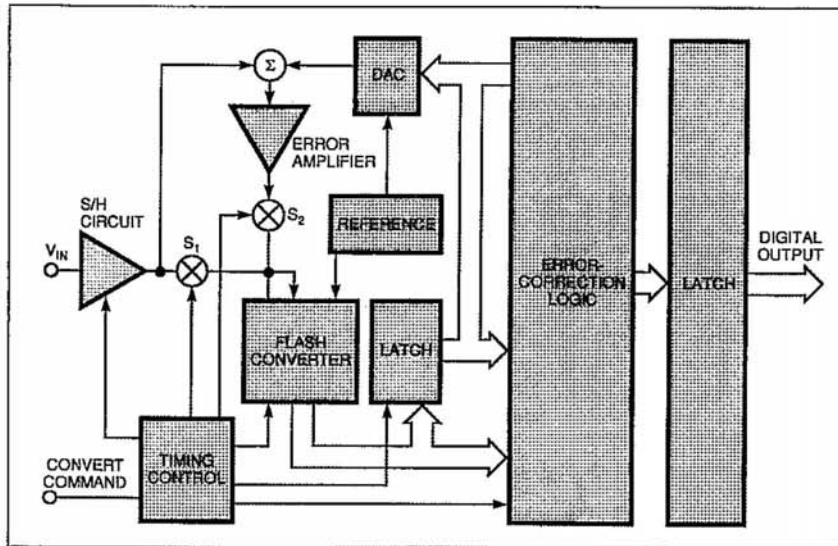 Σ
DAC
ERROR
AMPLIFIER
S/H
CIRCUIT
S₂
REFERENCE
V_IN
S₁
DIGITAL
OUTPUT
ERROR-
CORRECTION
LOGIC
LATCH
FLASH
CONVERTER
LATCH
TIMING
CONTROL
CONVERT
COMMAND